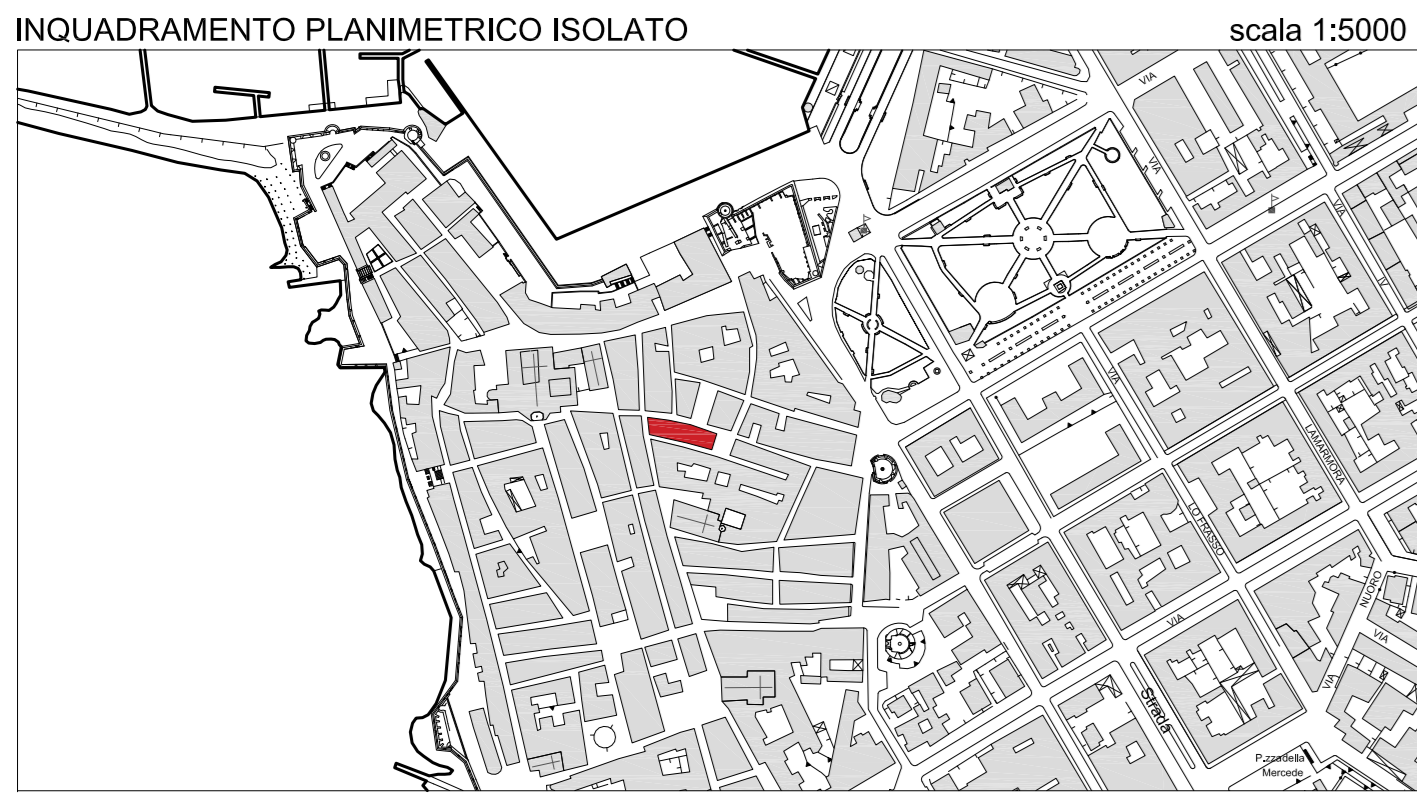 INQUADRAMENTO PLANIMETRICO ISOLATO
scala 1:5000
VIA
VIA
VIA
VIA
VIA
LAMARMORA
LO FRASSO
NUORO
VIA
VIA
VIA
Strada
P.zzadella
Mercede